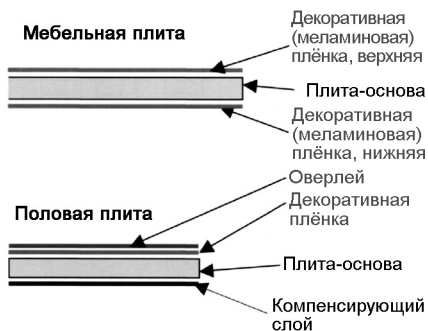 Мебельная плита
Декоративная
(меламиновая)
плёнка, верхняя
Плита-основа
Декоративная
(меламиновая)
плёнка, нижняя
Половая плита
Оверлей
Декоративная
плёнка
Плита-основа
Компенсирующий
слой